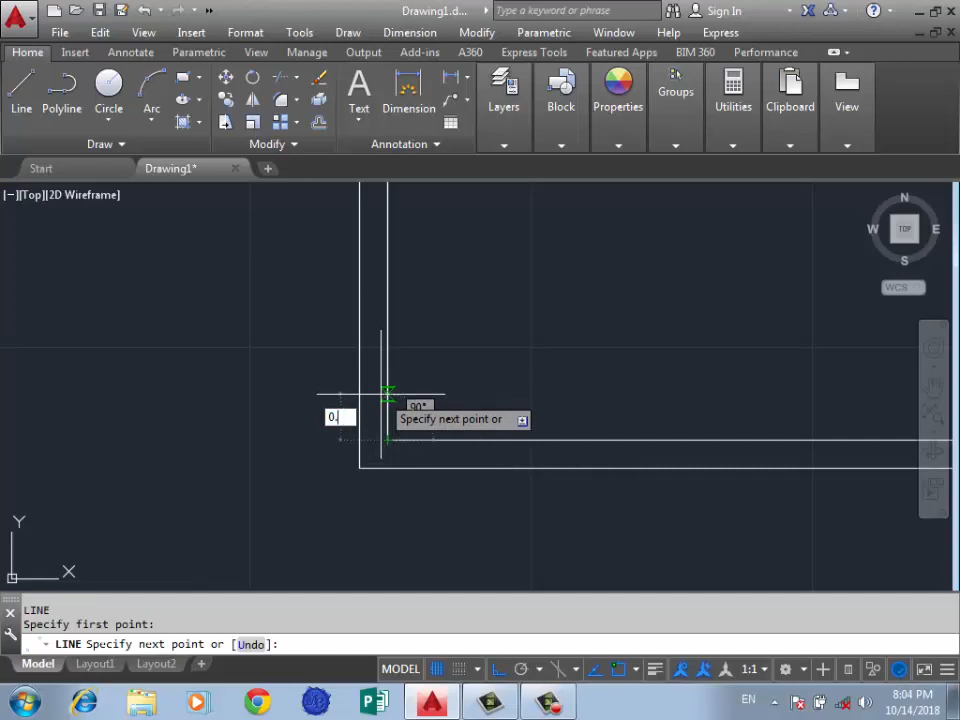 Drawing1.d...
Type a keyword or phrase
Sign In
File Edit View Insert Format Tools Draw Dimension Modify Parametric Window Help Express
Home Insert Annotate Parametric View Manage Output Add-ins A360 Express Tools Featured Apps BIM 360 Performance
Line Polyline Circle Arc Text Dimension Layers Block Properties Groups Utilities Clipboard View
Draw Modify Annotation
Start Drawing1*
[−][Top][2D Wireframe]
N
W TOP E
S
WCS
90°
0.
Specify next point or
Y
X
LINE
Specify first point:
LINE Specify next point or [Undo]:
Model Layout1 Layout2
MODEL 1:1
EN
8:04 PM
10/14/2018